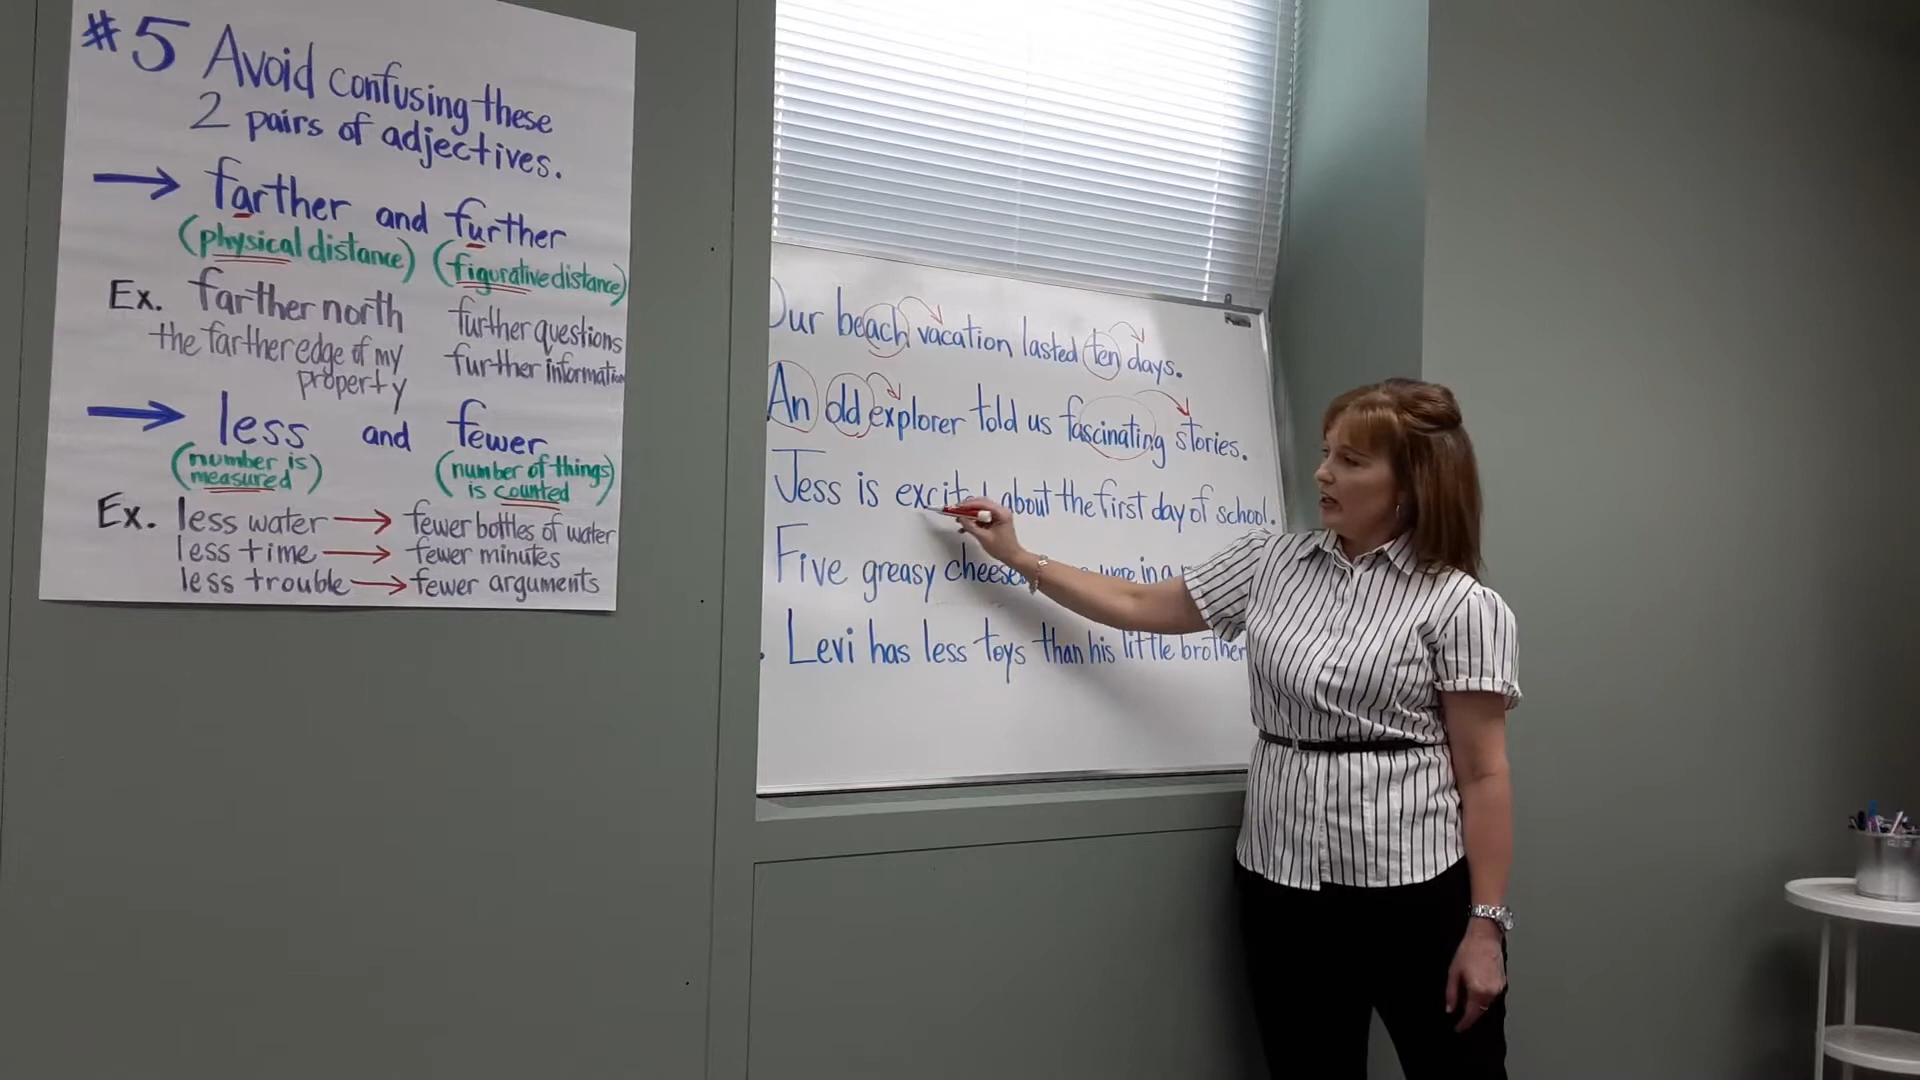 #5 Avoid confusing these
2 pairs of adjectives.
→ farther and further
(physical distance) (figurative distance)
Ex. farther north further questions
the farther edge of my further information
property
→ less and fewer
(number is (number of things)
measured) is counted)
Ex. less water → fewer bottles of water
less time → fewer minutes
less trouble → fewer arguments
Our beach vacation lasted ten days.
An old explorer told us fascinating stories.
Jess is excited about the first day of school.
Five greasy were in
. Levi has less toys than his little brother